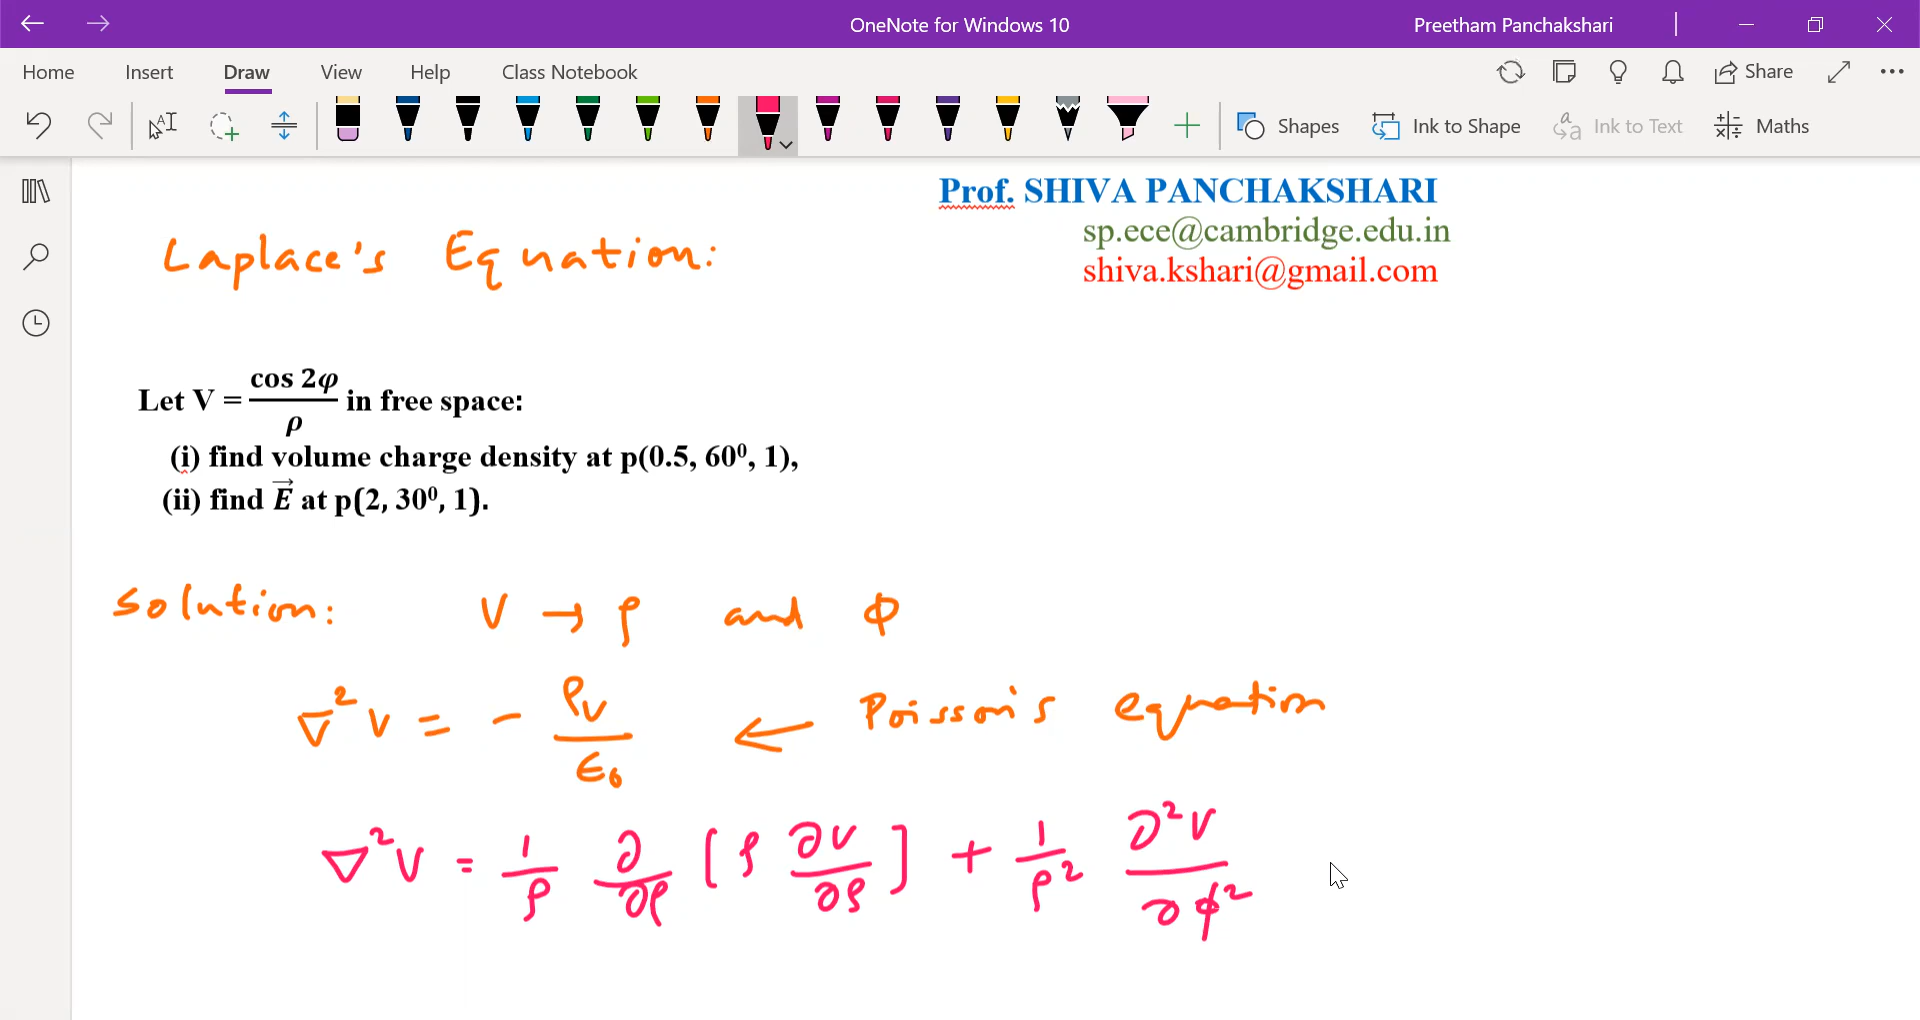 OneNote for Windows 10
Preetham Panchakshari
Home Insert Draw View Help Class Notebook Share
Shapes Ink to Shape Ink to Text Maths
Prof. SHIVA PANCHAKSHARI
sp.ece@cambridge.edu.in
shiva.kshari@gmail.com
Laplace's Equation:
Let V = cos 2φ / ρ in free space:
(i) find volume charge density at p(0.5, 60⁰, 1),
(ii) find E⃗ at p(2, 30⁰, 1).
Solution: V → ρ and ϕ
∇²V = - ρv / ϵ₀ ← Poisson's equation
∇²V = 1/ρ ∂/∂ρ [ρ ∂V/∂ρ] + 1/ρ² ∂²V/∂ϕ²